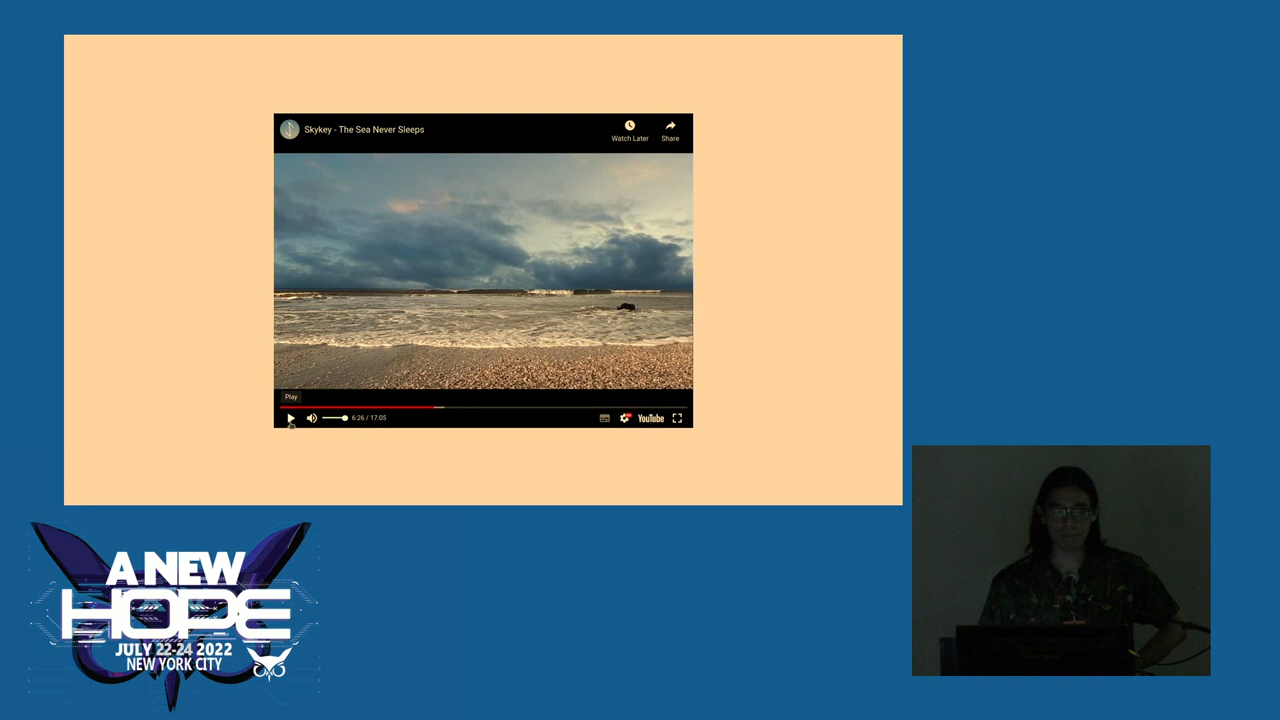 Skykey - The Sea Never Sleeps
Watch Later
Share
Play
6:26 / 17:05
YouTube
A NEW
HOPE
JULY 22-24 2022
NEW YORK CITY